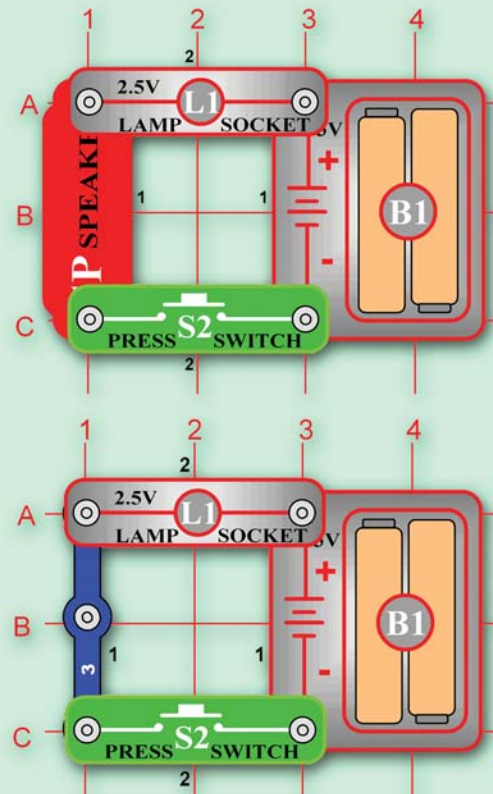 1 2 3 4
2
A
2.5V L1
LAMP SOCKET
+
B 1 1 B1
-
C
S2
PRESS SWITCH
2
1 2 3 4
2
A
2.5V L1
LAMP SOCKET
+
B B1
3 1 1
-
C
S2
PRESS SWITCH
2